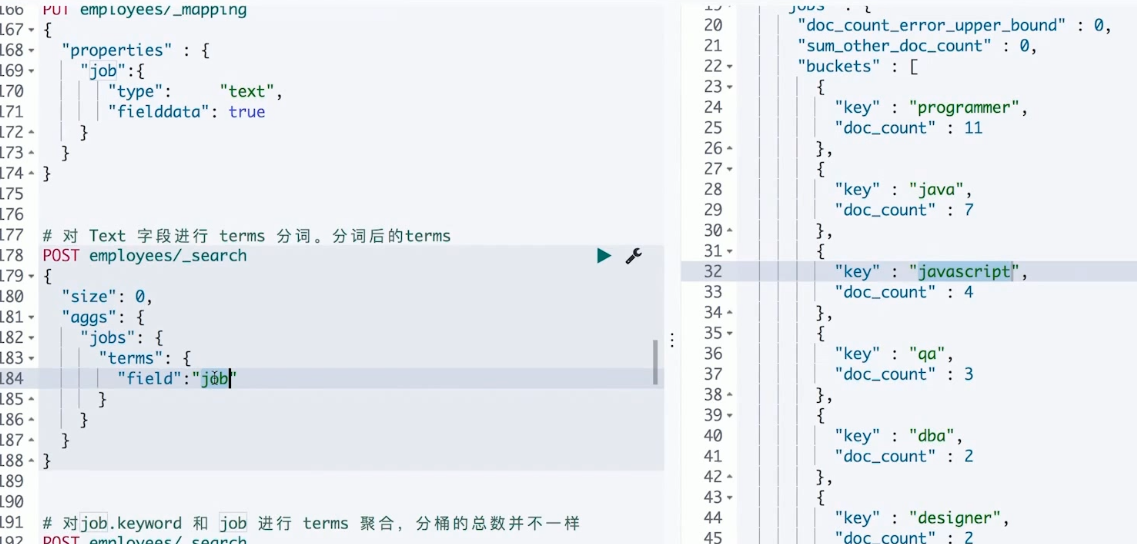 166 PUT employees/_mapping
167 {
168 "properties" : {
169 "job":{
170 "type": "text",
171 "fielddata": true
172 }
173 }
174 }
175
176
177 # 对 Text 字段进行 terms 分词。分词后的terms
178 POST employees/_search
179 {
180 "size": 0,
181 "aggs": {
182 "jobs": {
183 "terms": {
184 "field":"job"
185 }
186 }
187 }
188 }
189
190
191 # 对job.keyword 和 job 进行 terms 聚合，分桶的总数并不一样
192 POST employees/_search
19 "jobs" : {
20 "doc_count_error_upper_bound" : 0,
21 "sum_other_doc_count" : 0,
22 "buckets" : [
23 {
24 "key" : "programmer",
25 "doc_count" : 11
26 },
27 {
28 "key" : "java",
29 "doc_count" : 7
30 },
31 {
32 "key" : "javascript",
33 "doc_count" : 4
34 },
35 {
36 "key" : "qa",
37 "doc_count" : 3
38 },
39 {
40 "key" : "dba",
41 "doc_count" : 2
42 },
43 {
44 "key" : "designer",
45 "doc_count" : 2